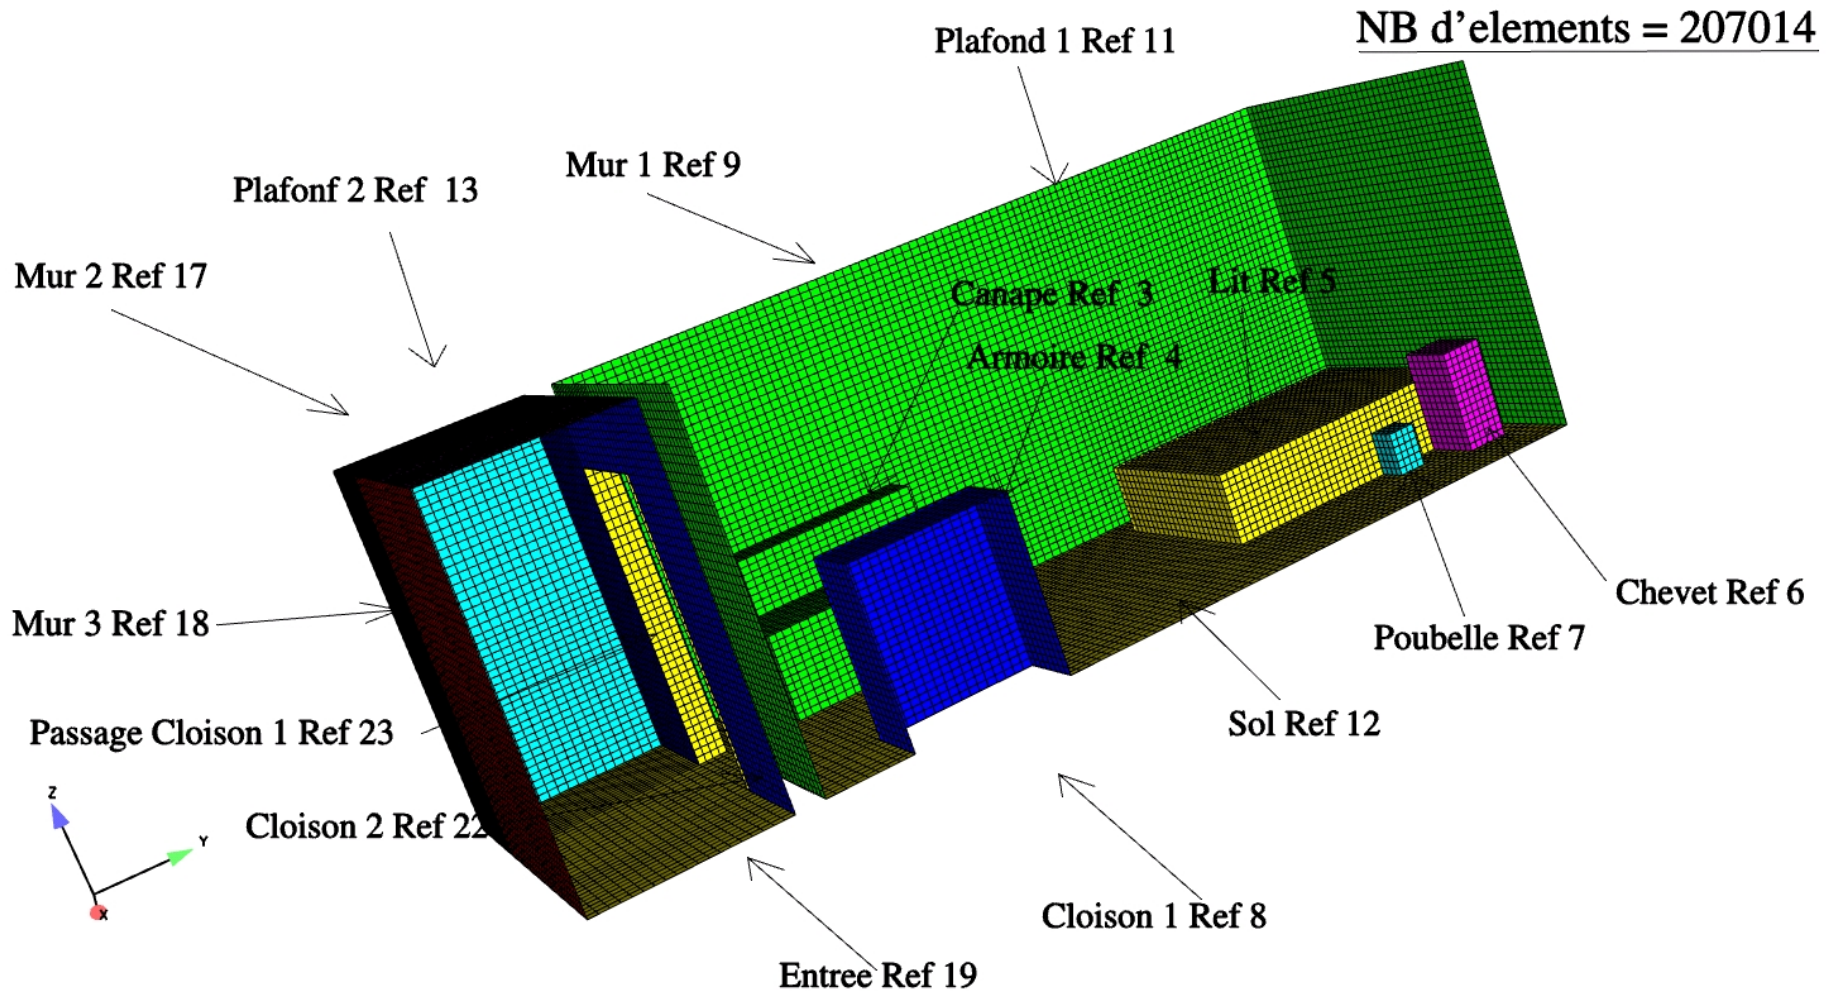 NB d'elements = 207014
Plafond 1 Ref 11
Mur 1 Ref 9
Plafonf 2 Ref 13
Mur 2 Ref 17
Canape Ref 3
Lit Ref 5
Armoire Ref 4
Chevet Ref 6
Mur 3 Ref 18
Poubelle Ref 7
Sol Ref 12
Passage Cloison 1 Ref 23
Z
Y
X
Cloison 2 Ref 22
Cloison 1 Ref 8
Entree Ref 19